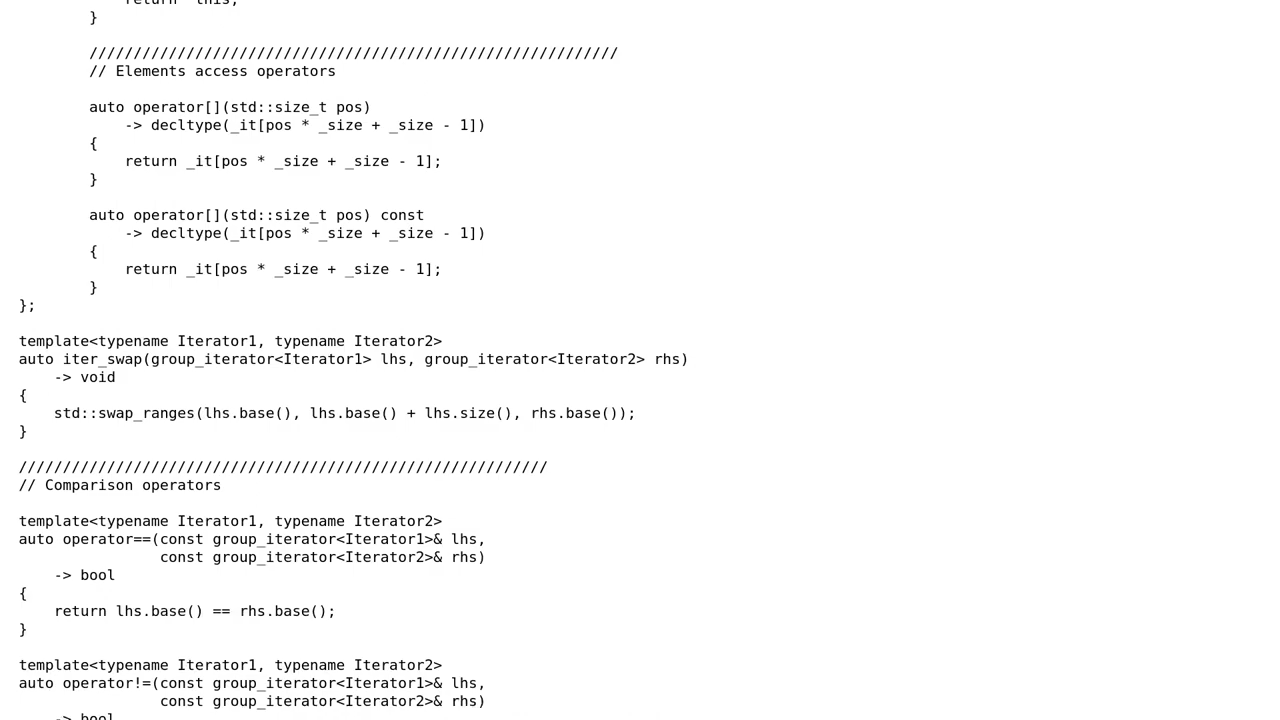 }

        ////////////////////////////////////////////////////////////
        // Elements access operators

        auto operator[](std::size_t pos)
            -> decltype(_it[pos * _size + _size - 1])
        {
            return _it[pos * _size + _size - 1];
        }

        auto operator[](std::size_t pos) const
            -> decltype(_it[pos * _size + _size - 1])
        {
            return _it[pos * _size + _size - 1];
        }
};

template<typename Iterator1, typename Iterator2>
auto iter_swap(group_iterator<Iterator1> lhs, group_iterator<Iterator2> rhs)
    -> void
{
    std::swap_ranges(lhs.base(), lhs.base() + lhs.size(), rhs.base());
}

////////////////////////////////////////////////////////////
// Comparison operators

template<typename Iterator1, typename Iterator2>
auto operator==(const group_iterator<Iterator1>& lhs,
                const group_iterator<Iterator2>& rhs)
    -> bool
{
    return lhs.base() == rhs.base();
}

template<typename Iterator1, typename Iterator2>
auto operator!=(const group_iterator<Iterator1>& lhs,
                const group_iterator<Iterator2>& rhs)
    -> bool